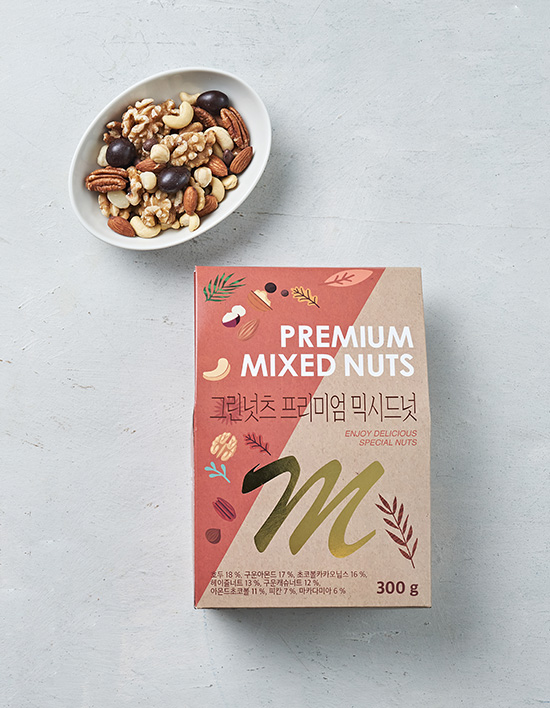 PREMIUM
MIXED NUTS
그린넛츠 프리미엄 믹시드넛
ENJOY DELICIOUS
SPECIAL NUTS
m
호두 18 %, 구운아몬드 17 %, 초코볼카카오닙스 16 %,
헤이즐너트 13 %, 구운캐슈너트 12 %,
아몬드초코볼 11 %, 피칸 7 %, 마카다미아 6 %
300 g